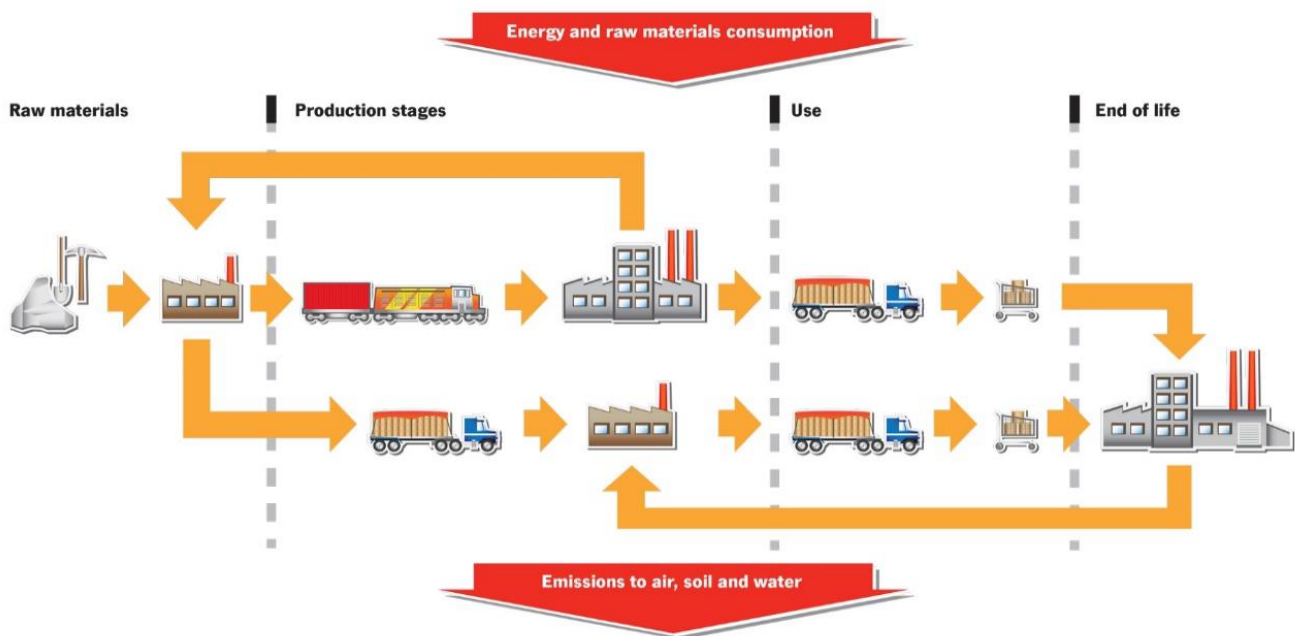 Energy and raw materials consumption
Raw materials
Production stages
Use
End of life
Emissions to air, soil and water